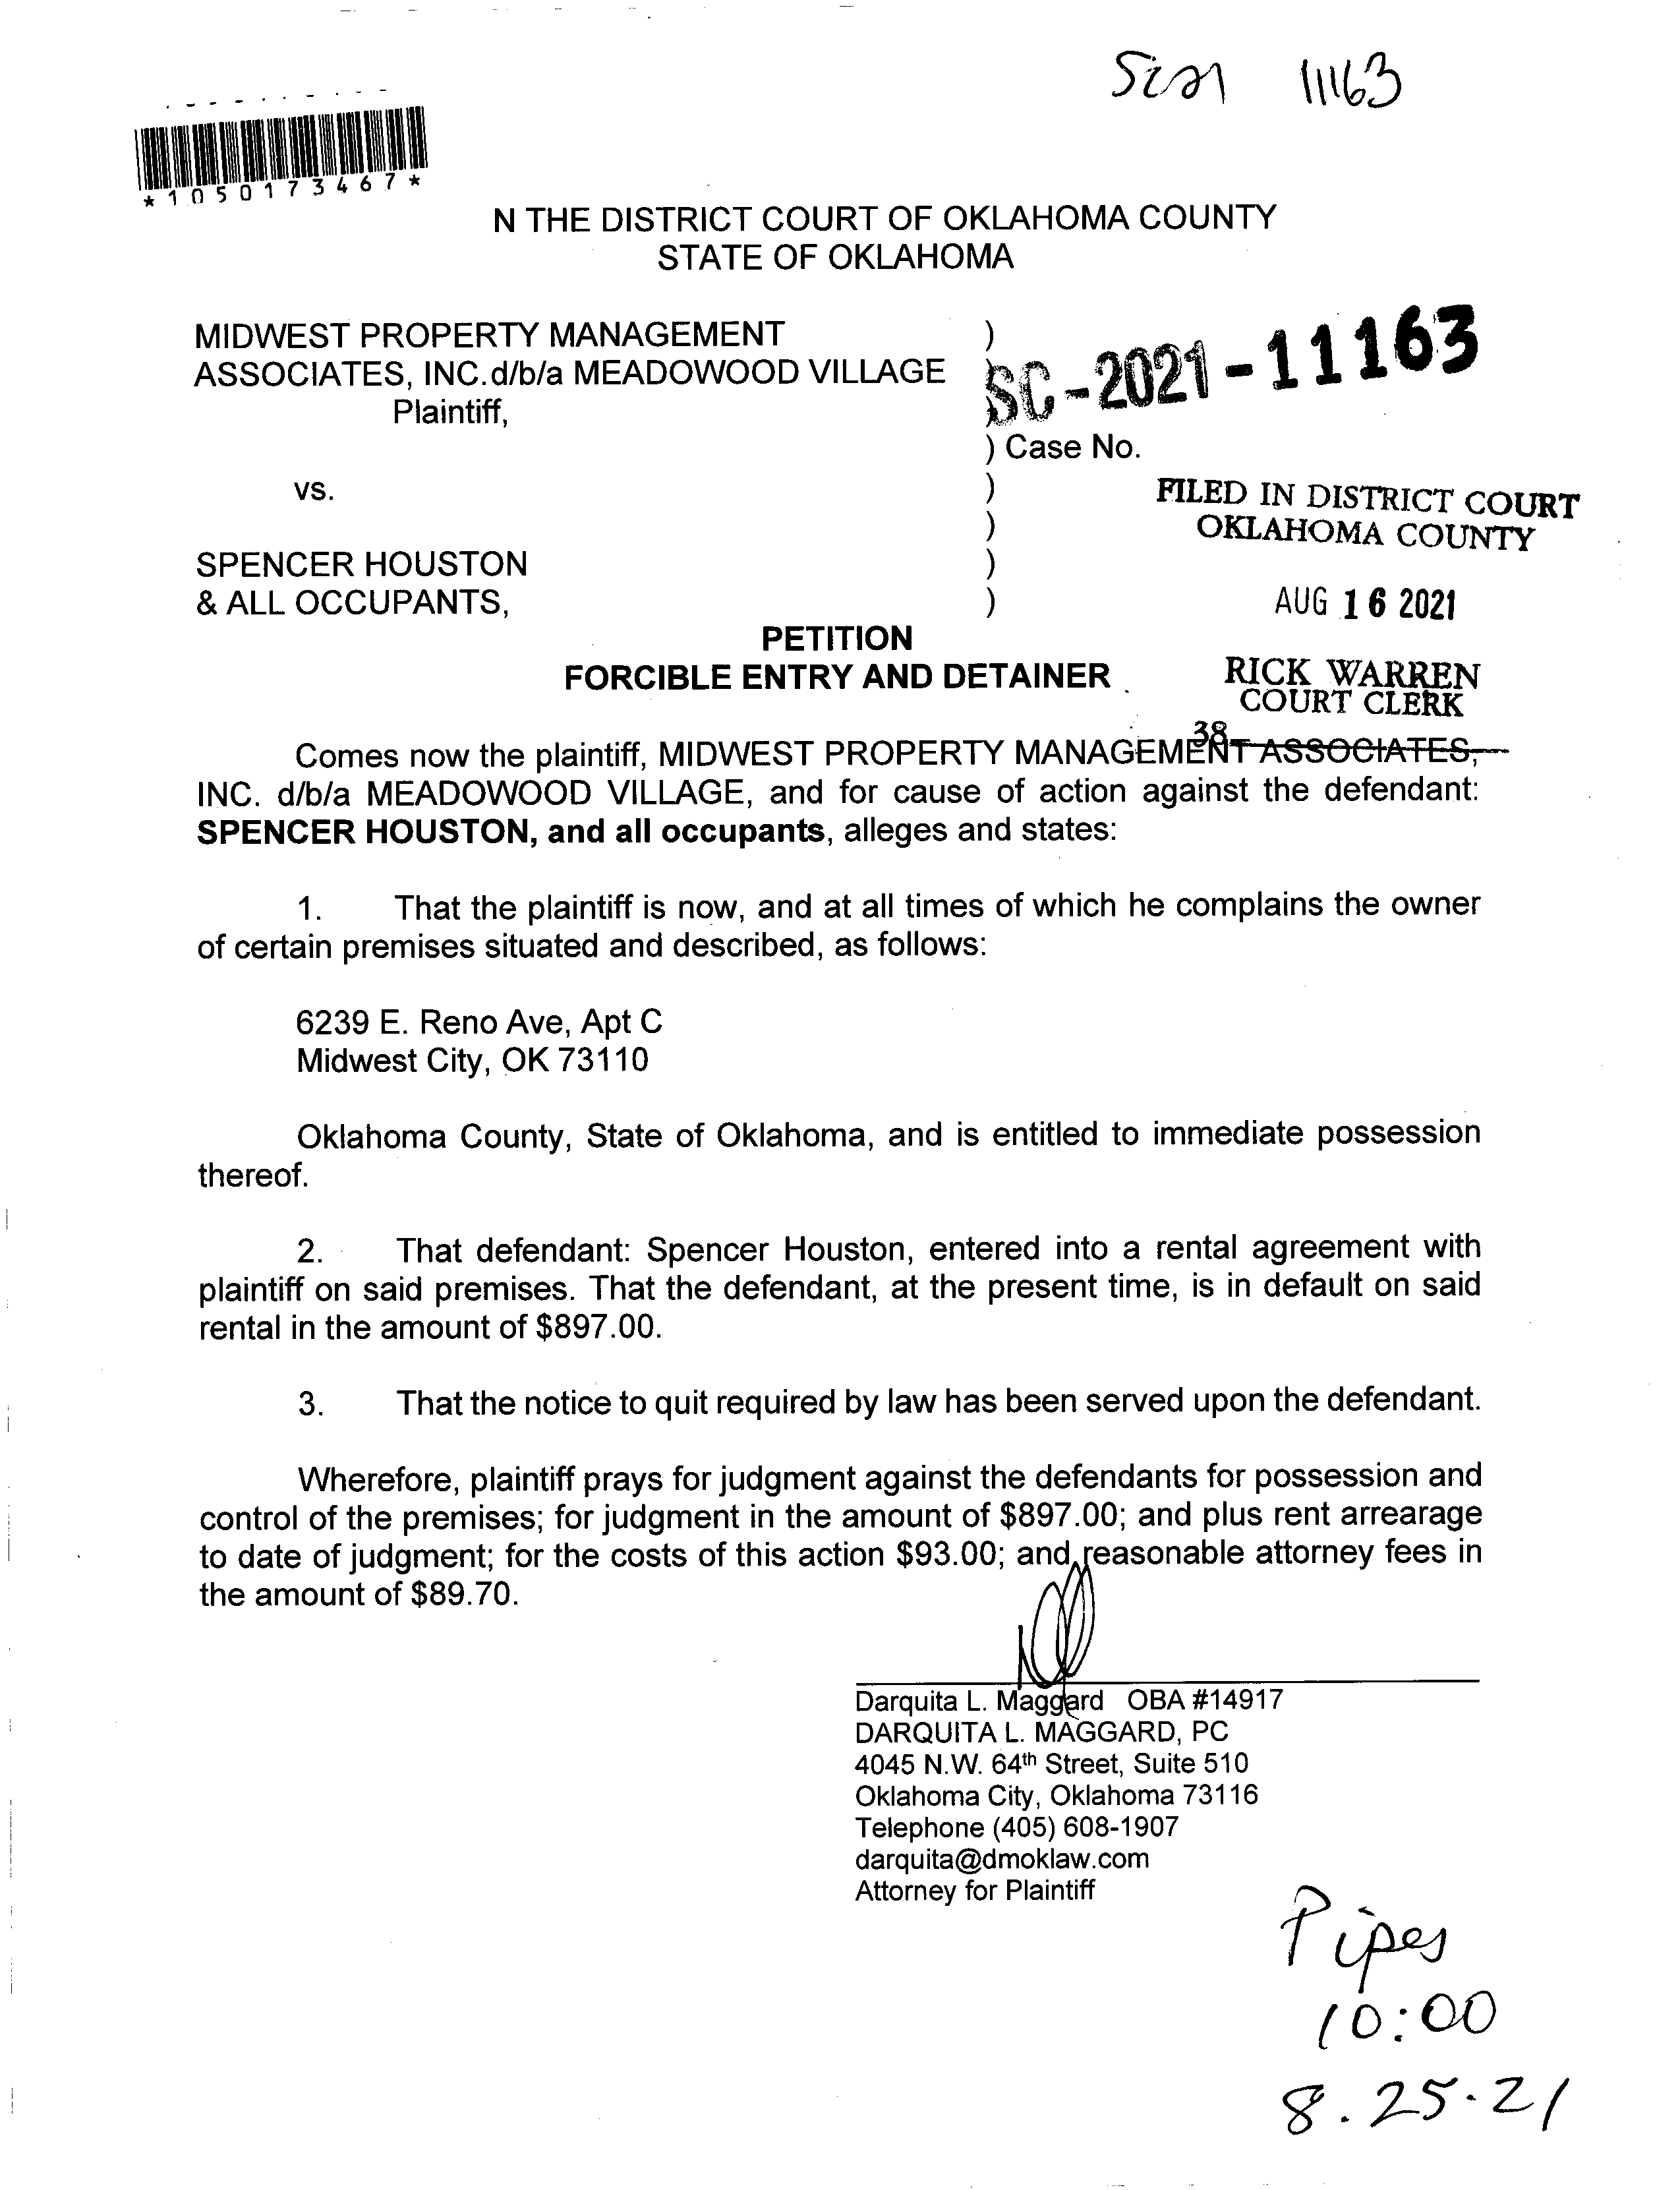 SC21 11163
*1050173467*
N THE DISTRICT COURT OF OKLAHOMA COUNTY
STATE OF OKLAHOMA
MIDWEST PROPERTY MANAGEMENT )
ASSOCIATES, INC.d/b/a MEADOWOOD VILLAGE )
SC-2021-11163
Plaintiff, )
) Case No.
vs. )
FILED IN DISTRICT COURT
OKLAHOMA COUNTY
)
SPENCER HOUSTON )
& ALL OCCUPANTS, )
AUG 16 2021
PETITION
FORCIBLE ENTRY AND DETAINER
RICK WARREN
COURT CLERK
38
Comes now the plaintiff, MIDWEST PROPERTY MANAGEMENT ASSOCIATES,
INC. d/b/a MEADOWOOD VILLAGE, and for cause of action against the defendant:
SPENCER HOUSTON, and all occupants, alleges and states:
1. That the plaintiff is now, and at all times of which he complains the owner
of certain premises situated and described, as follows:
6239 E. Reno Ave, Apt C
Midwest City, OK 73110
Oklahoma County, State of Oklahoma, and is entitled to immediate possession
thereof.
2. That defendant: Spencer Houston, entered into a rental agreement with
plaintiff on said premises. That the defendant, at the present time, is in default on said
rental in the amount of $897.00.
3. That the notice to quit required by law has been served upon the defendant.
Wherefore, plaintiff prays for judgment against the defendants for possession and
control of the premises; for judgment in the amount of $897.00; and plus rent arrearage
to date of judgment; for the costs of this action $93.00; and reasonable attorney fees in
the amount of $89.70.
Darquita L. Maggard OBA #14917
DARQUITA L. MAGGARD, PC
4045 N.W. 64th Street, Suite 510
Oklahoma City, Oklahoma 73116
Telephone (405) 608-1907
darquita@dmoklaw.com
Attorney for Plaintiff
Pipes
10:00
8.25.21